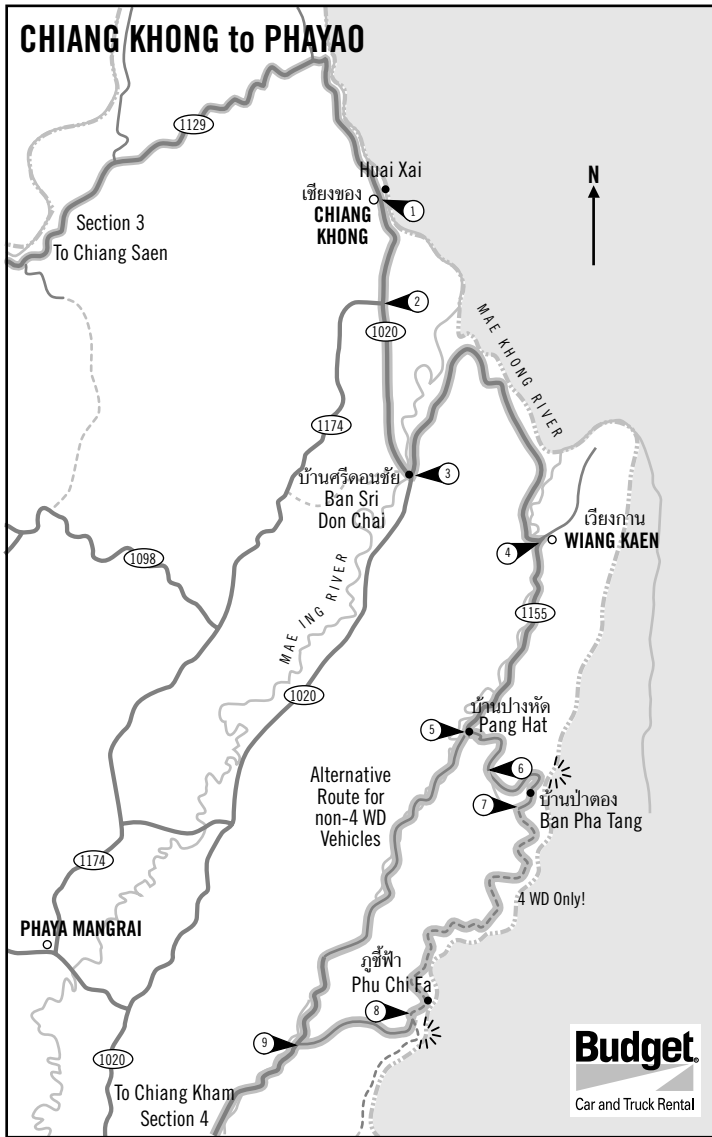 CHIANG KHONG to PHAYAO
1129
Huai Xai
เชียงของ
CHIANG
KHONG
1
N
Section 3
To Chiang Saen
2
1020
MAE KHONG RIVER
1174
บ้านศรีดอนชัย
Ban Sri
Don Chai
3
เวียงกาน
WIANG KAEN
4
1098
MAE ING RIVER
1155
1020
บ้านปางหัด
Pang Hat
5
6
Alternative
Route for
non-4 WD
Vehicles
7
บ้านป่าตอง
Ban Pha Tang
1174
4 WD Only!
PHAYA MANGRAI
ภูชี้ฟ้า
Phu Chi Fa
8
9
1020
To Chiang Kham
Section 4
Budget®
Car and Truck Rental